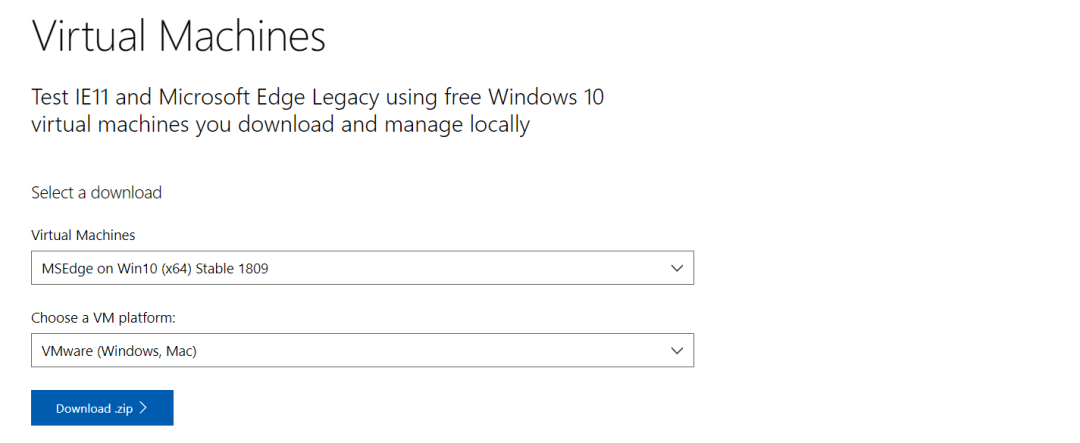 Virtual Machines
Test IE11 and Microsoft Edge Legacy using free Windows 10
virtual machines you download and manage locally
Select a download
Virtual Machines
MSEdge on Win10 (x64) Stable 1809
Choose a VM platform:
VMware (Windows, Mac)
Download .zip